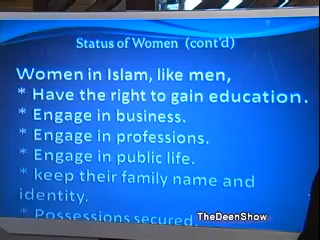 Status of Women (cont'd)
Women in Islam, like men,
* Have the right to gain education.
* Engage in business.
* Engage in professions.
* Engage in public life.
* keep their family name and
identity.
* Possessions secured.
TheDeenShow